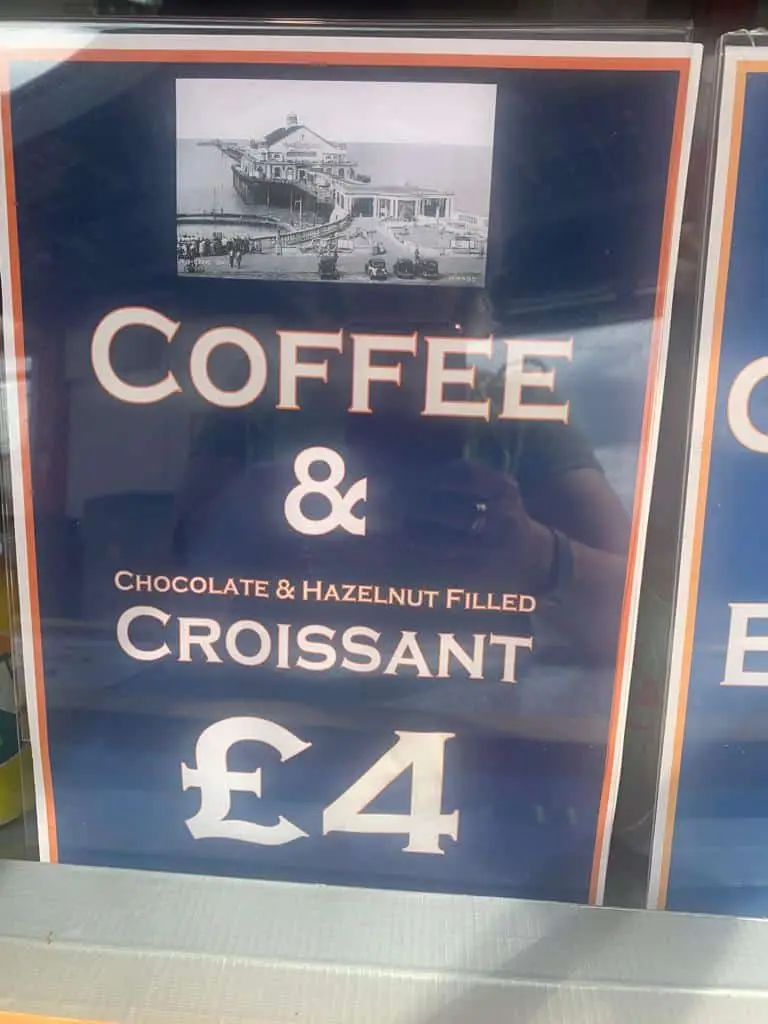 COFFEE
&
CHOCOLATE & HAZELNUT FILLED
CROISSANT
£4
C
E